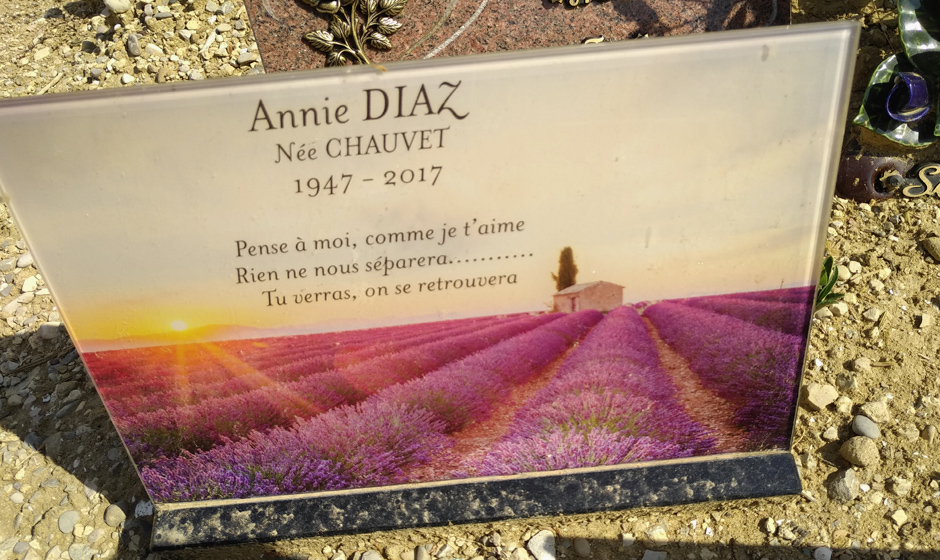 Annie DIAZ
Née CHAUVET
1947 - 2017
Pense à moi, comme je t'aime
Rien ne nous séparera...........
Tu verras, on se retrouvera